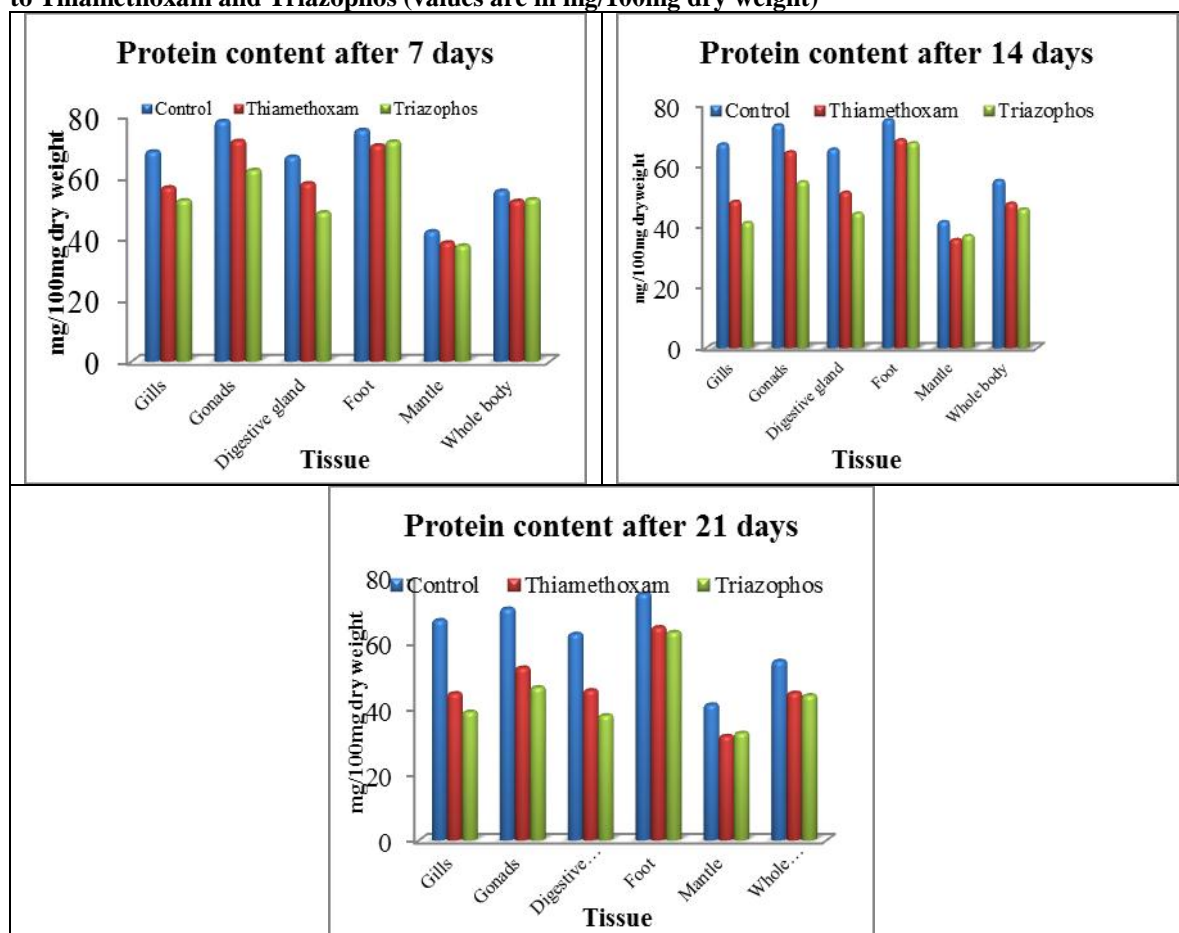 to Thiamethoxam and Triazophos (values are in mg/100mg dry weight)
Protein content after 7 days
Control Thiamethoxam Triazophos
mg/100mg dry weight
80
60
40
20
0
Gills Gonads Digestive gland Foot Mantle Whole body
Tissue
Protein content after 14 days
Control Thiamethoxam Triazophos
mg/100mg dryweight
80
60
40
20
0
Gills Gonads Digestive gland Foot Mantle Whole body
Tissue
Protein content after 21 days
Control Thiamethoxam Triazophos
mg/100mg dry weight
80
60
40
20
0
Gills Gonads Digestive... Foot Mantle Whole...
Tissue